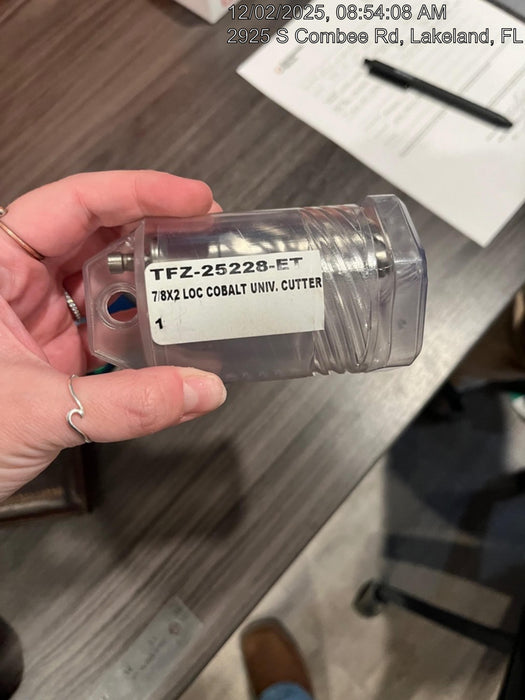 12/02/2025, 08:54:08 AM
2925 S Combee Rd, Lakeland, FL
TFZ-25228-ET
7/8X2 LOC COBALT UNIV. CUTTER
1